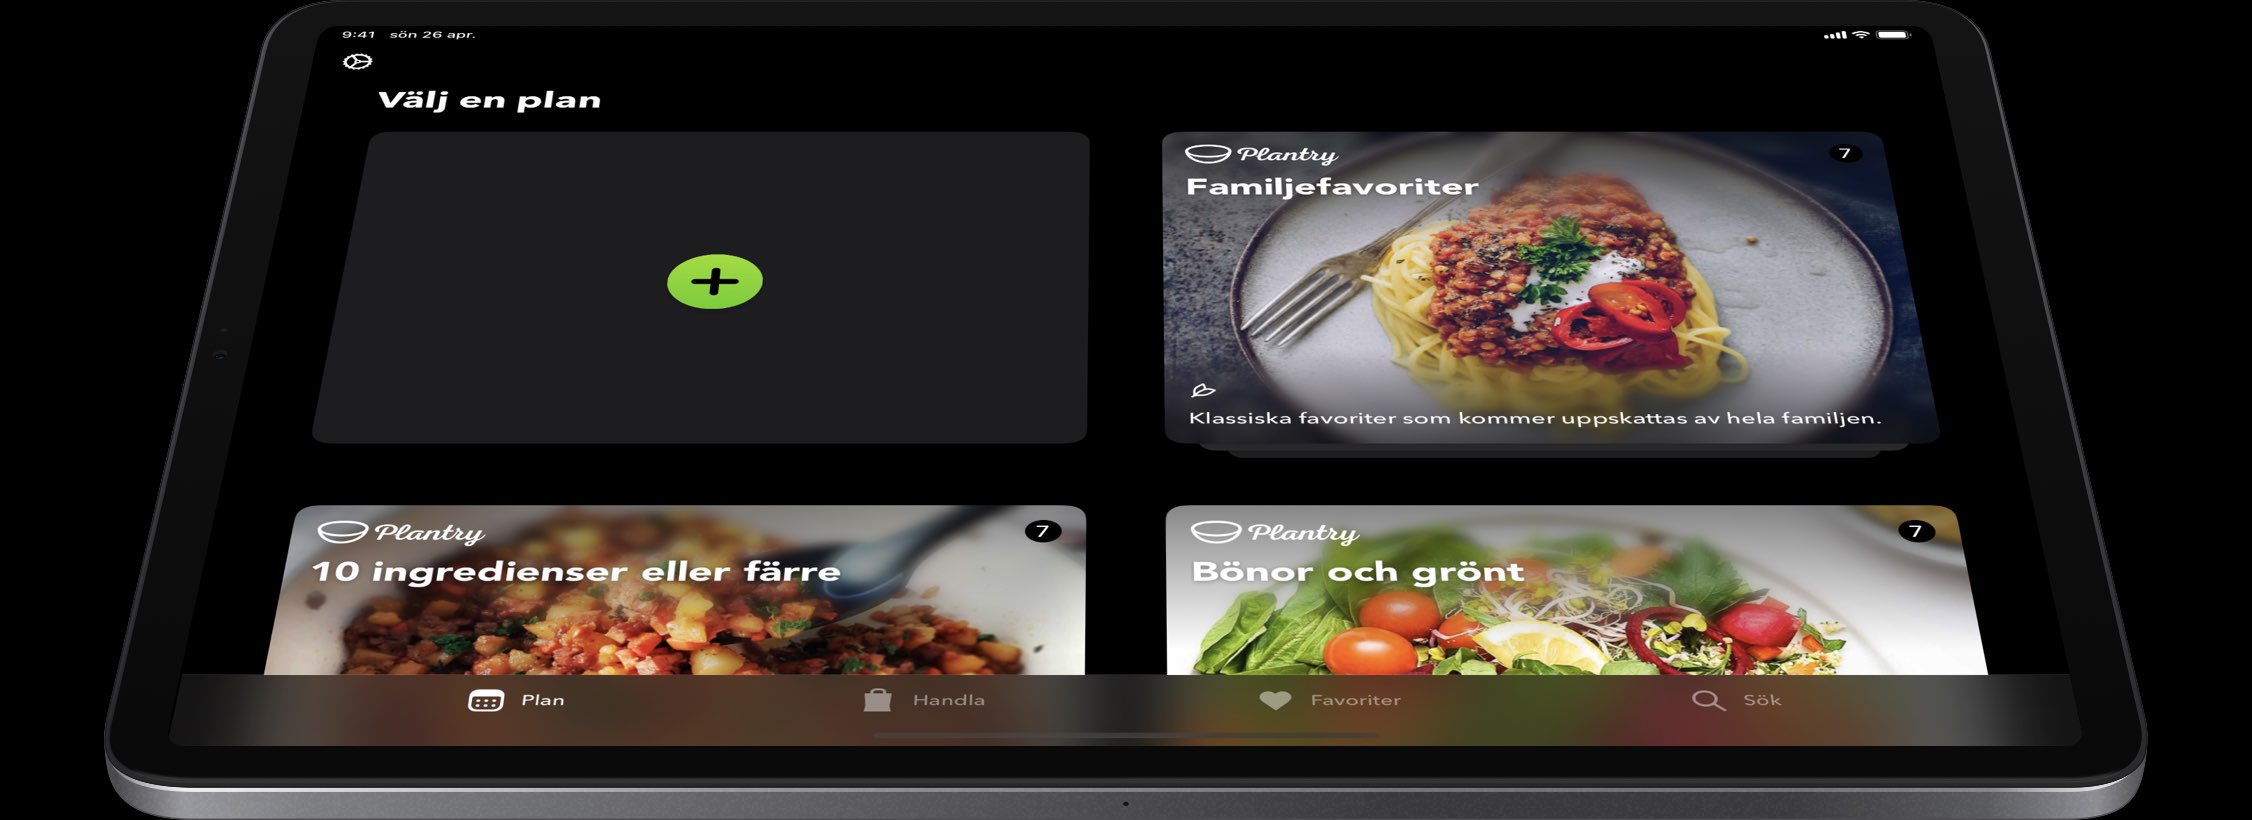 9:41 sön 26 apr.
Välj en plan
Plantry
7
Familjefavoriter
Klassiska favoriter som kommer uppskattas av hela familjen.
Plantry
7
10 ingredienser eller färre
Plantry
7
Bönor och grönt
Plan
Handla
Favoriter
Sök